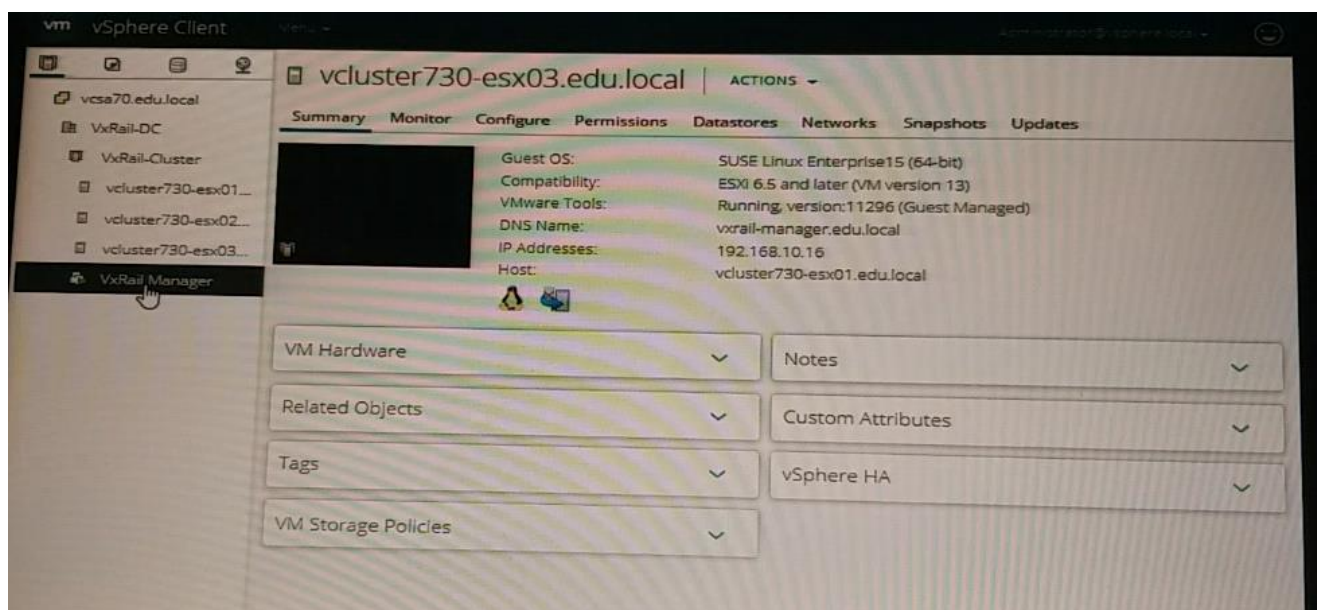 vm vSphere Client Menu
Administrator@vsphere.local
vcsa70.edu.local
VxRail-DC
VxRail-Cluster
vcluster730-esx01...
vcluster730-esx02...
vcluster730-esx03...
VxRail Manager
vcluster730-esx03.edu.local | ACTIONS
Summary Monitor Configure Permissions Datastores Networks Snapshots Updates
Guest OS: SUSE Linux Enterprise15 (64-bit)
Compatibility: ESXi 6.5 and later (VM version 13)
VMware Tools: Running, version:11296 (Guest Managed)
DNS Name: vxrail-manager.edu.local
IP Addresses: 192.168.10.16
Host: vcluster730-esx01.edu.local
VM Hardware
Notes
Related Objects
Custom Attributes
Tags
vSphere HA
VM Storage Policies